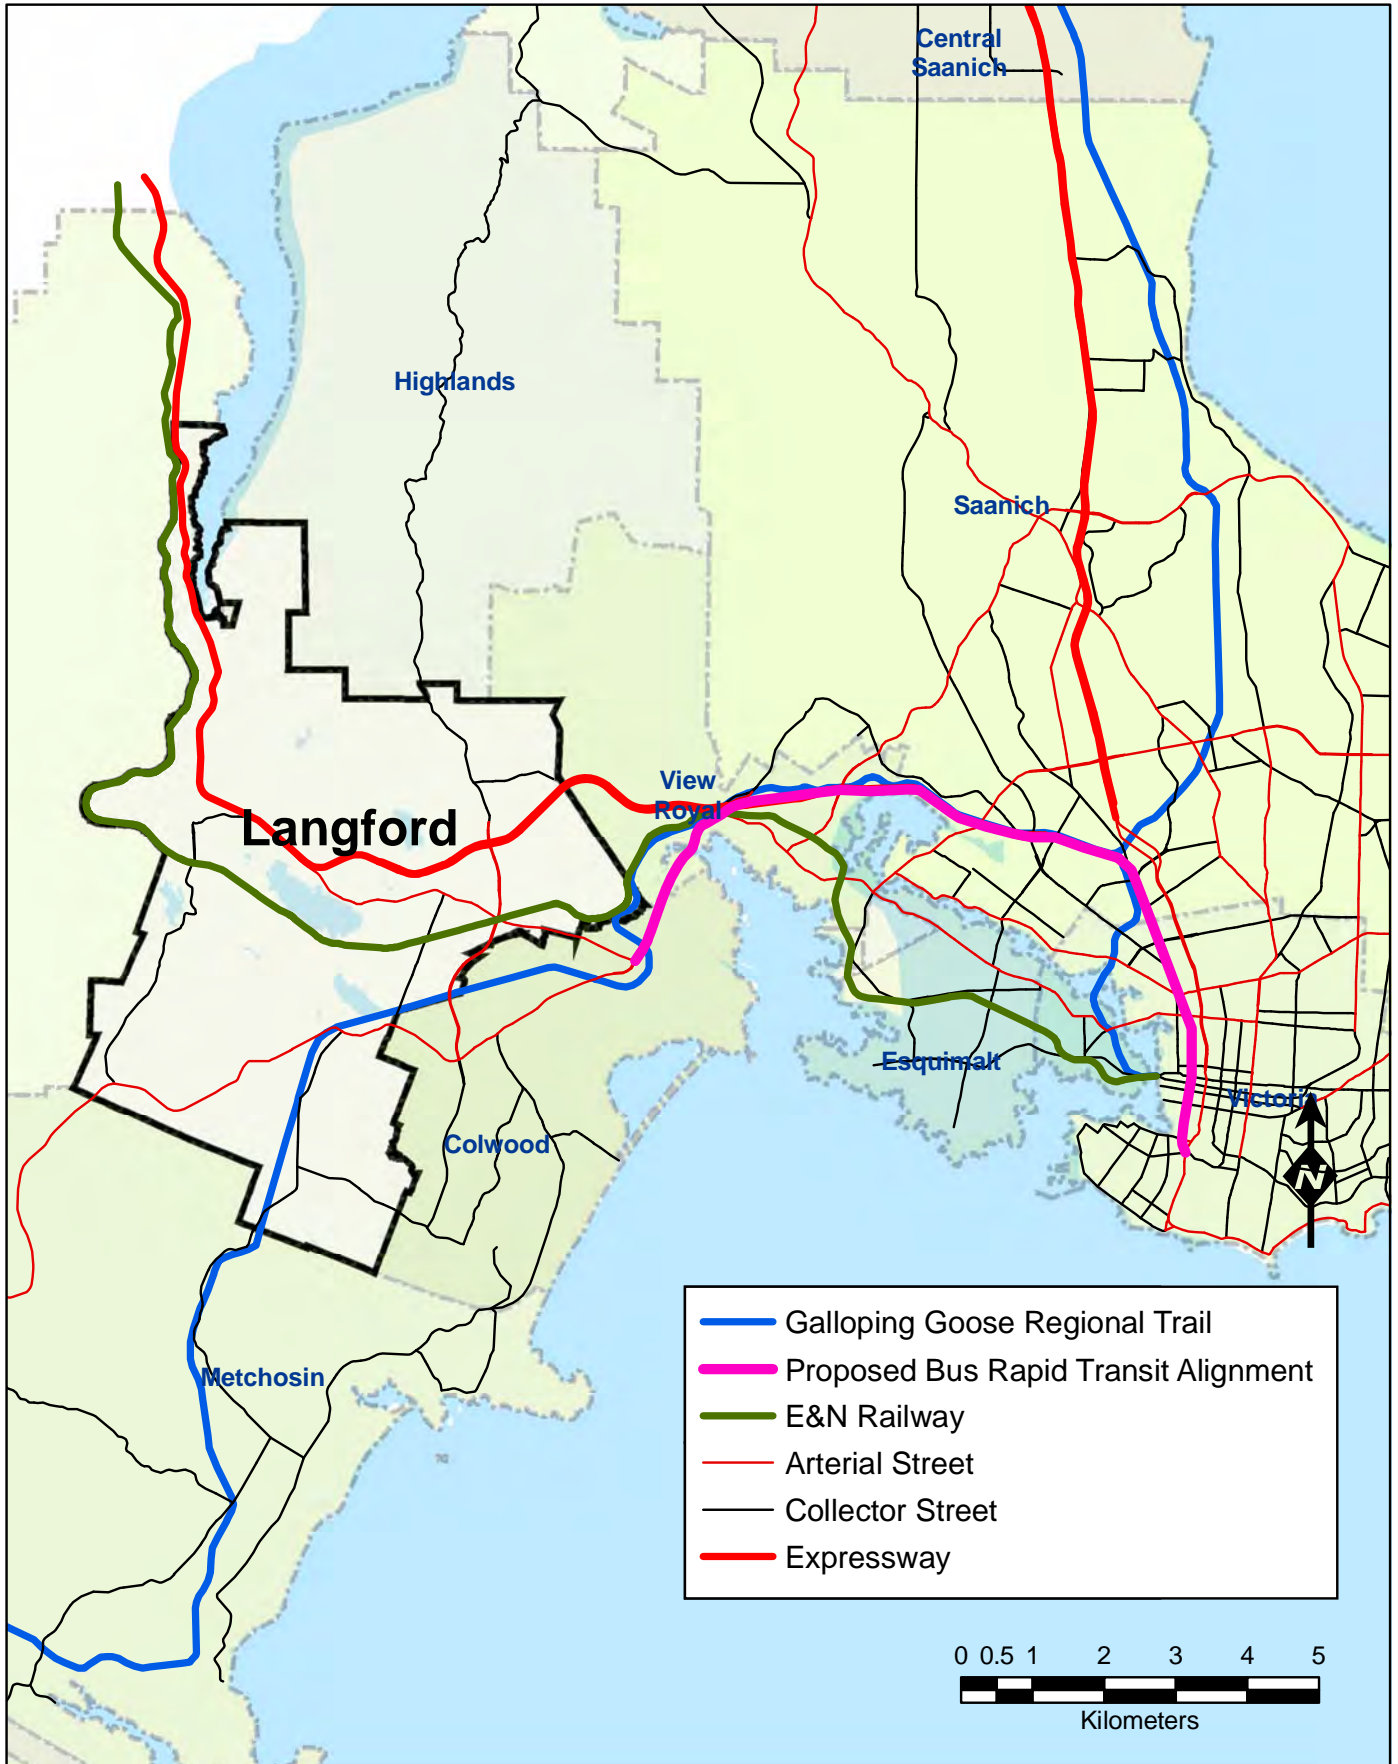 Central
Saanich
Highlands
Saanich
View
Royal
Langford
Esquimalt
Victoria
Colwood
N
Metchosin
Galloping Goose Regional Trail
Proposed Bus Rapid Transit Alignment
E&N Railway
Arterial Street
Collector Street
Expressway
0 0.5 1 2 3 4 5
Kilometers